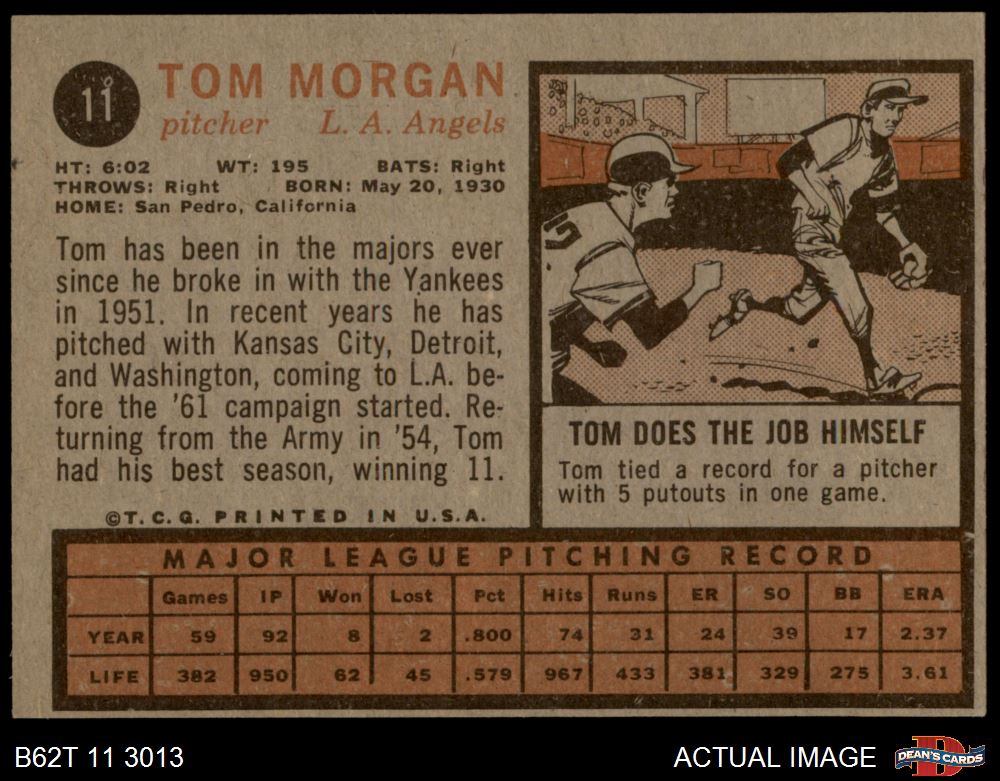 11
TOM MORGAN
pitcher L. A. Angels
HT: 6:02 WT: 195 BATS: Right
THROWS: Right BORN: May 20, 1930
HOME: San Pedro, California
Tom has been in the majors ever
since he broke in with the Yankees
in 1951. In recent years he has
pitched with Kansas City, Detroit,
and Washington, coming to L.A. be-
fore the '61 campaign started. Re-
turning from the Army in '54, Tom
had his best season, winning 11.
©T. C. G. PRINTED IN U.S.A.
5
TOM DOES THE JOB HIMSELF
Tom tied a record for a pitcher
with 5 putouts in one game.
MAJOR LEAGUE PITCHING RECORD
Games IP Won Lost Pct Hits Runs ER SO BB ERA
YEAR 59 92 8 2 .800 74 31 24 39 17 2.37
LIFE 382 950 62 45 .579 967 433 381 329 275 3.61
B62T 11 3013 ACTUAL IMAGE
D
DEAN'S CARDS